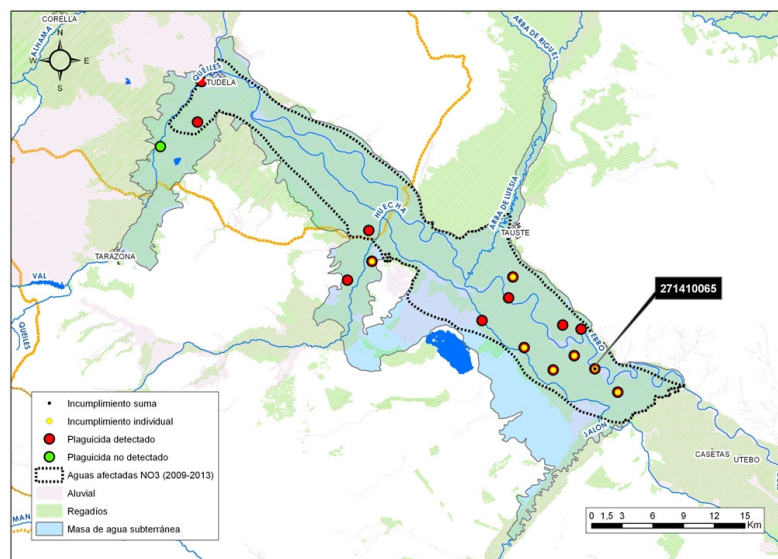 CORELLA
ALHAMA
N
W
E
S
QUEILES
TUDELA
ARBA DE RIGUEL
ARBA DE LUESIA
HUECHA
TAUSTE
TARAZONA
VAL
QUEILES
271410065
EBRO
JALON
CASETAS
UTEBO
MAN
Incumplimiento suma
Incumplimiento individual
Plaguicida detectado
Plaguicida no detectado
Aguas afectadas NO3 (2009-2013)
Aluvial
Regadíos
Masa de agua subterránea
0 1,5 3 6 9 12 15
Km